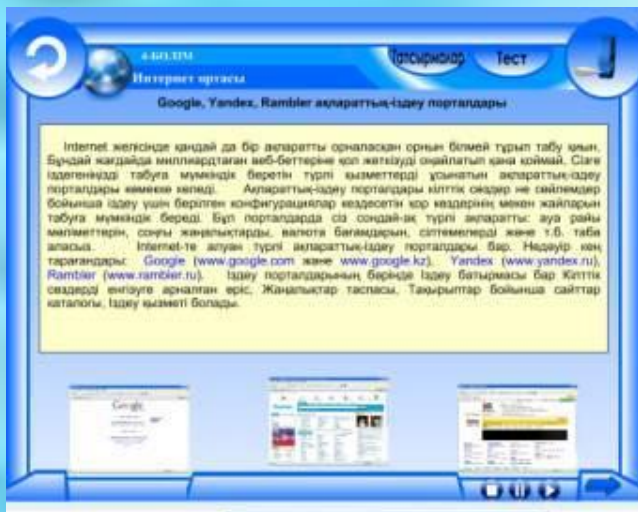 4-БӨЛІМ
Интернет ортасы
Тапсырмалар
Тест
Google, Yandex, Rambler ақпараттық-іздеу порталдары
Internet желісінде қандай да бір ақпаратты орналасқан орнын білмей тұрып табу қиын.
Бұндай жағдайда миллиардтаған веб-беттеріне қол жеткізуді оңайлатып қана қоймай, Сізге
іздегеніңізді табуға мүмкіндік беретін түрлі қызметтерді ұсынатын ақпараттық-іздеу
порталдары көмекке келеді. Ақпараттық-іздеу порталдары кілттік сөздер не сөйлемдер
бойынша іздеу үшін берілген конфигурациялар кездесетін қор көздерінің мекен жайларын
табуға мүмкіндік береді. Бұл порталдарда сіз сондай-ақ түрлі ақпаратты: ауа райы
мәліметтерін, соңғы жаңалықтарды, валюта бағамдарын, сілтемелерді және т.б. таба
аласыз. Internet-те алуан түрлі ақпараттық-іздеу порталдары бар. Недәуір кең
тарағандары: Google (www.google.com және www.google.kz), Yandex (www.yandex.ru),
Rambler (www.rambler.ru). Іздеу порталдарының бәрінде Іздеу батырмасы бар Кілттік
сөздерді енгізуге арналған өріс, Жаңалықтар таспасы, Тақырыптар бойынша сайттар
каталогы, Іздеу қызметі болады.
Google